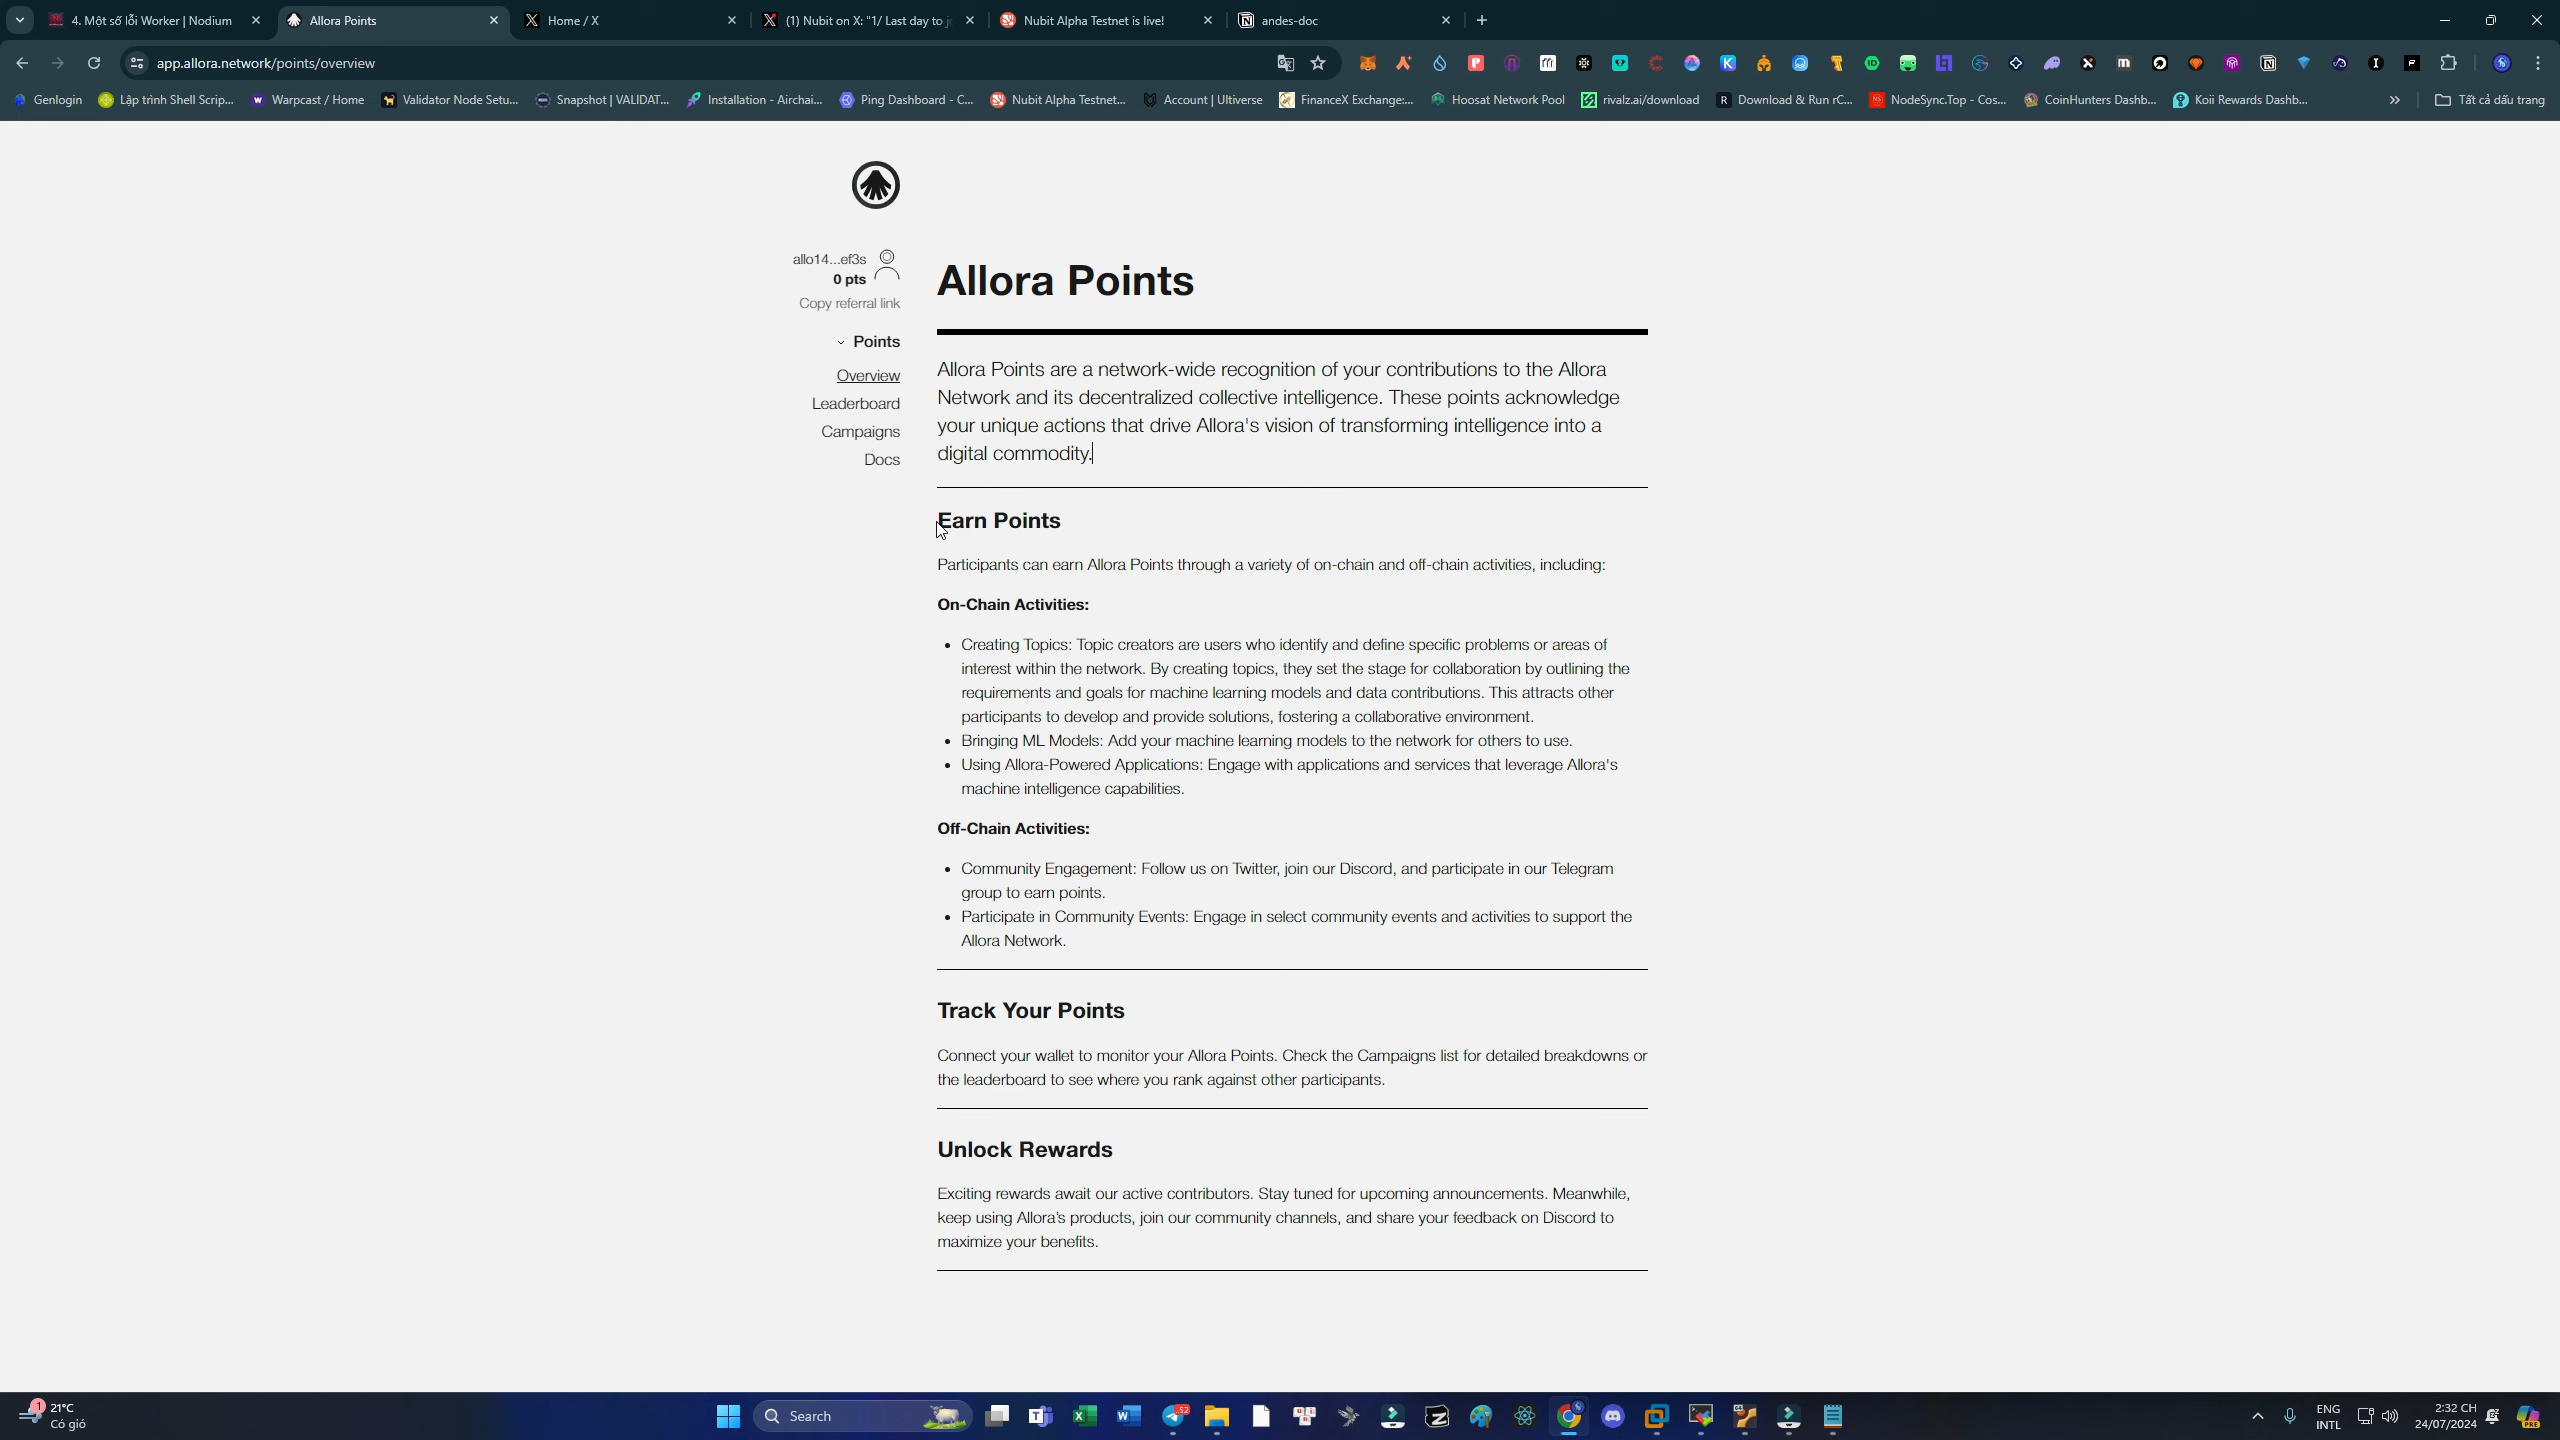 4. Một số lỗi Worker | Nodium
Allora Points
Home / X
(1) Nubit on X: "1/ Last day to j
Nubit Alpha Testnet is live!
andes-doc
app.allora.network/points/overview
Genlogin
Lập trình Shell Scrip...
Warpcast / Home
Validator Node Setu...
Snapshot | VALIDAT...
Installation - Airchai...
Ping Dashboard - C...
Nubit Alpha Testnet...
Account | Ultiverse
FinanceX Exchange:...
Hoosat Network Pool
rivalz.ai/download
Download & Run rC...
NodeSync.Top - Cos...
CoinHunters Dashb...
Koii Rewards Dashb...
Tất cả dấu trang
allo14...ef3s
0 pts
Copy referral link
Points
Overview
Leaderboard
Campaigns
Docs
Allora Points
Allora Points are a network-wide recognition of your contributions to the Allora
Network and its decentralized collective intelligence. These points acknowledge
your unique actions that drive Allora's vision of transforming intelligence into a
digital commodity.
Earn Points
Participants can earn Allora Points through a variety of on-chain and off-chain activities, including:
On-Chain Activities:
• Creating Topics: Topic creators are users who identify and define specific problems or areas of
interest within the network. By creating topics, they set the stage for collaboration by outlining the
requirements and goals for machine learning models and data contributions. This attracts other
participants to develop and provide solutions, fostering a collaborative environment.
• Bringing ML Models: Add your machine learning models to the network for others to use.
• Using Allora-Powered Applications: Engage with applications and services that leverage Allora's
machine intelligence capabilities.
Off-Chain Activities:
• Community Engagement: Follow us on Twitter, join our Discord, and participate in our Telegram
group to earn points.
• Participate in Community Events: Engage in select community events and activities to support the
Allora Network.
Track Your Points
Connect your wallet to monitor your Allora Points. Check the Campaigns list for detailed breakdowns or
the leaderboard to see where you rank against other participants.
Unlock Rewards
Exciting rewards await our active contributors. Stay tuned for upcoming announcements. Meanwhile,
keep using Allora's products, join our community channels, and share your feedback on Discord to
maximize your benefits.
1
21°C
Có gió
Search
52
ENG
INTL
2:32 CH
24/07/2024
PRE